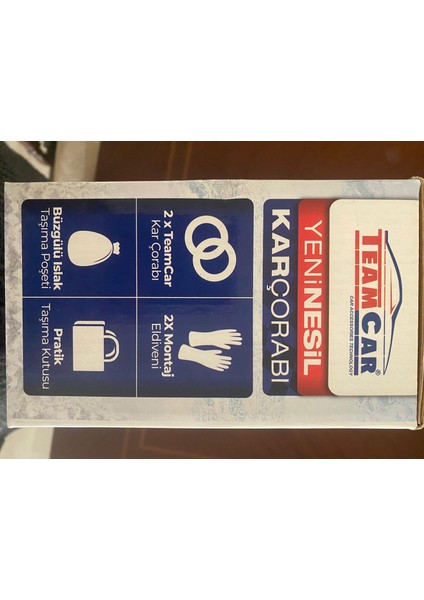 TEAMCAR®
CAR ACCESSORIES TECHNOLOGY
YENİNESİL
KARÇORABI
2 x TeamCar
Kar Çorabı
2X Montaj
Eldiveni
Büzgülü Islak
Taşıma Poşeti
Pratik
Taşıma Kutusu